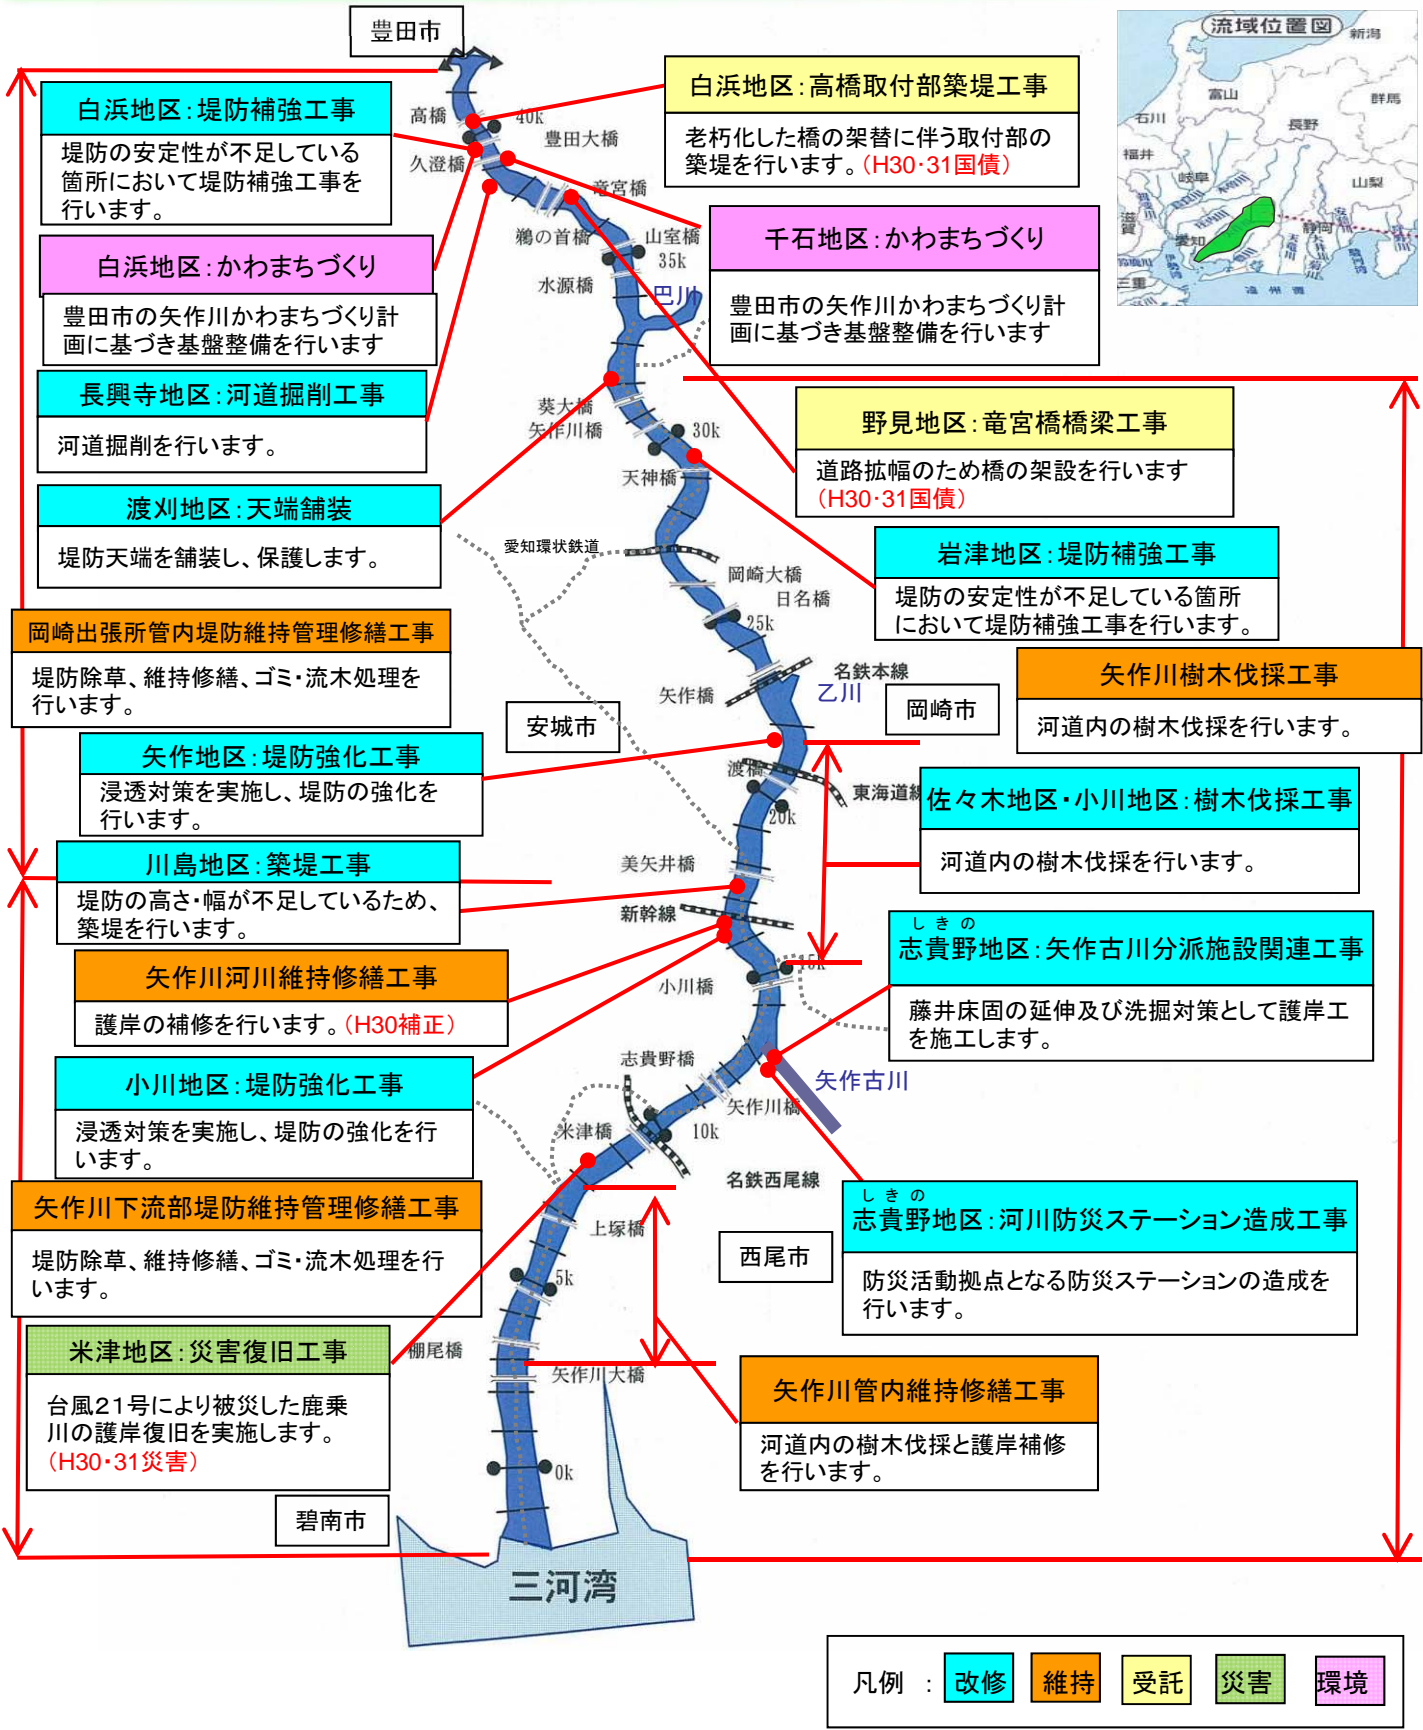 豊田市
流域位置図
新潟
富山
群馬
石川
長野
福井
岐阜
山梨
滋賀
愛知
静岡
三重
伊勢湾
天竜川
遠州灘
駿河湾
白浜地区：堤防補強工事
堤防の安定性が不足している
箇所において堤防補強工事を
行います。
白浜地区：高橋取付部築堤工事
老朽化した橋の架替に伴う取付部の
築堤を行います。（H30・31国債）
高橋
40k
豊田大橋
久澄橋
竜宮橋
鵜の首橋
山室橋
35k
水源橋
巴川
白浜地区：かわまちづくり
豊田市の矢作川かわまちづくり計
画に基づき基盤整備を行います
千石地区：かわまちづくり
豊田市の矢作川かわまちづくり計
画に基づき基盤整備を行います
長興寺地区：河道掘削工事
河道掘削を行います。
葵大橋
矢作川橋
30k
天神橋
野見地区：竜宮橋橋梁工事
道路拡幅のため橋の架設を行います
（H30・31国債）
渡刈地区：天端舗装
堤防天端を舗装し、保護します。
愛知環状鉄道
岡崎大橋
日名橋
25k
岩津地区：堤防補強工事
堤防の安定性が不足している箇所
において堤防補強工事を行います。
岡崎出張所管内堤防維持管理修繕工事
堤防除草、維持修繕、ゴミ・流木処理を
行います。
名鉄本線
矢作橋
乙川
岡崎市
安城市
矢作川樹木伐採工事
河道内の樹木伐採を行います。
矢作地区：堤防強化工事
浸透対策を実施し、堤防の強化を
行います。
渡橋
東海道線
20k
佐々木地区・小川地区：樹木伐採工事
河道内の樹木伐採を行います。
川島地区：築堤工事
堤防の高さ・幅が不足しているため、
築堤を行います。
美矢井橋
新幹線
15k
小川橋
矢作川河川維持修繕工事
護岸の補修を行います。（H30補正）
しきの
志貴野地区：矢作古川分派施設関連工事
藤井床固の延伸及び洗掘対策として護岸工
を施工します。
小川地区：堤防強化工事
浸透対策を実施し、堤防の強化を行
います。
志貴野橋
矢作古川
矢作川橋
米津橋
10k
名鉄西尾線
矢作川下流部堤防維持管理修繕工事
堤防除草、維持修繕、ゴミ・流木処理を行
います。
上塚橋
西尾市
5k
しきの
志貴野地区：河川防災ステーション造成工事
防災活動拠点となる防災ステーションの造成を
行います。
米津地区：災害復旧工事
台風２１号により被災した鹿乗
川の護岸復旧を実施します。
（H30・31災害）
棚尾橋
矢作川大橋
0k
矢作川管内維持修繕工事
河道内の樹木伐採と護岸補修
を行います。
碧南市
三河湾
凡例 ： 改修 維持 受託 災害 環境